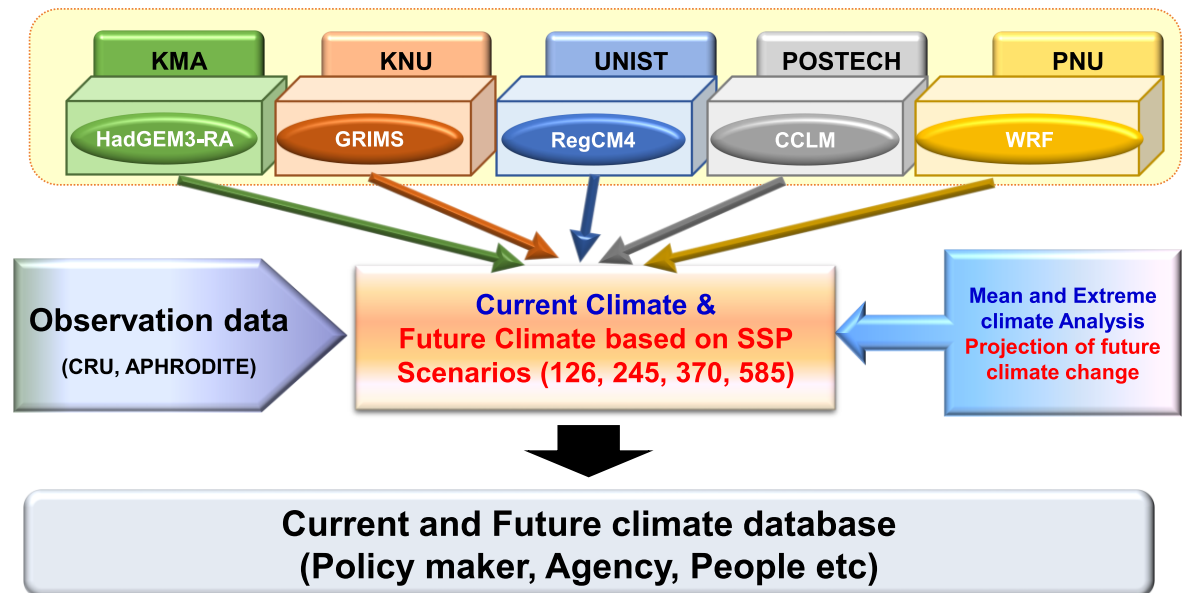 KMA
KNU
UNIST
POSTECH
PNU
HadGEM3-RA
GRIMS
RegCM4
CCLM
WRF
Observation data
(CRU, APHRODITE)
Current Climate &
Future Climate based on SSP
Scenarios (126, 245, 370, 585)
Mean and Extreme
climate Analysis
Projection of future
climate change
Current and Future climate database
(Policy maker, Agency, People etc)